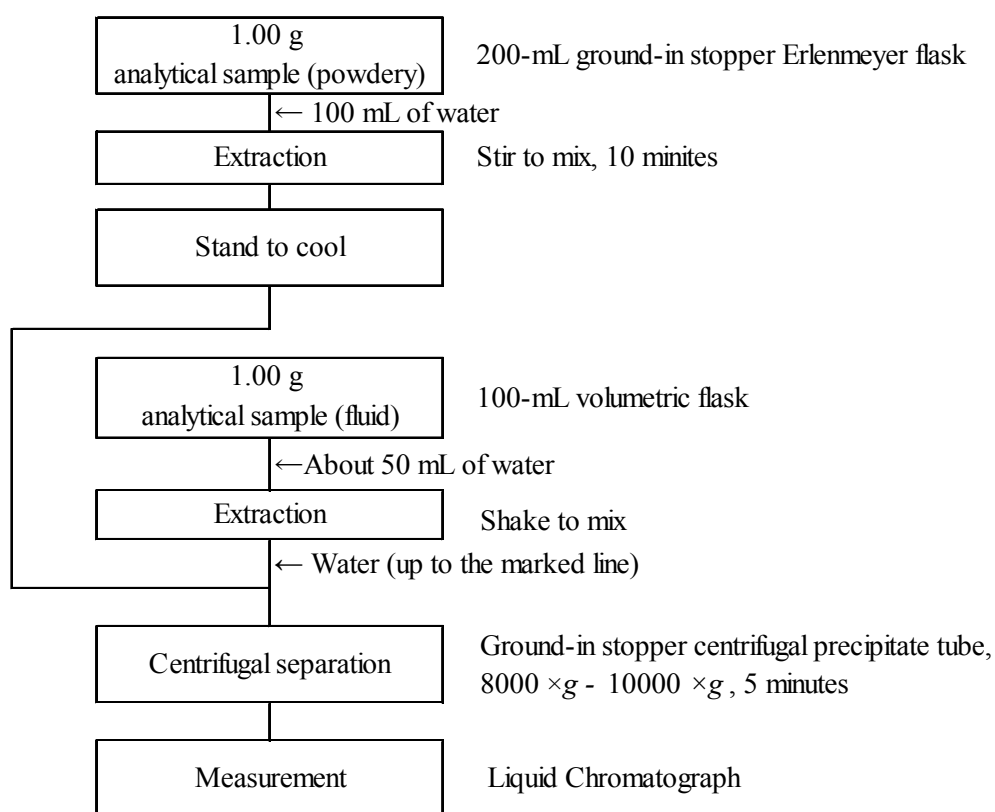 1.00 g
analytical sample (powdery)
200-mL ground-in stopper Erlenmeyer flask
← 100 mL of water
Extraction
Stir to mix, 10 minites
Stand to cool
1.00 g
analytical sample (fluid)
100-mL volumetric flask
←About 50 mL of water
Extraction
Shake to mix
← Water (up to the marked line)
Centrifugal separation
Ground-in stopper centrifugal precipitate tube,
8000 ×g - 10000 ×g , 5 minutes
Measurement
Liquid Chromatograph